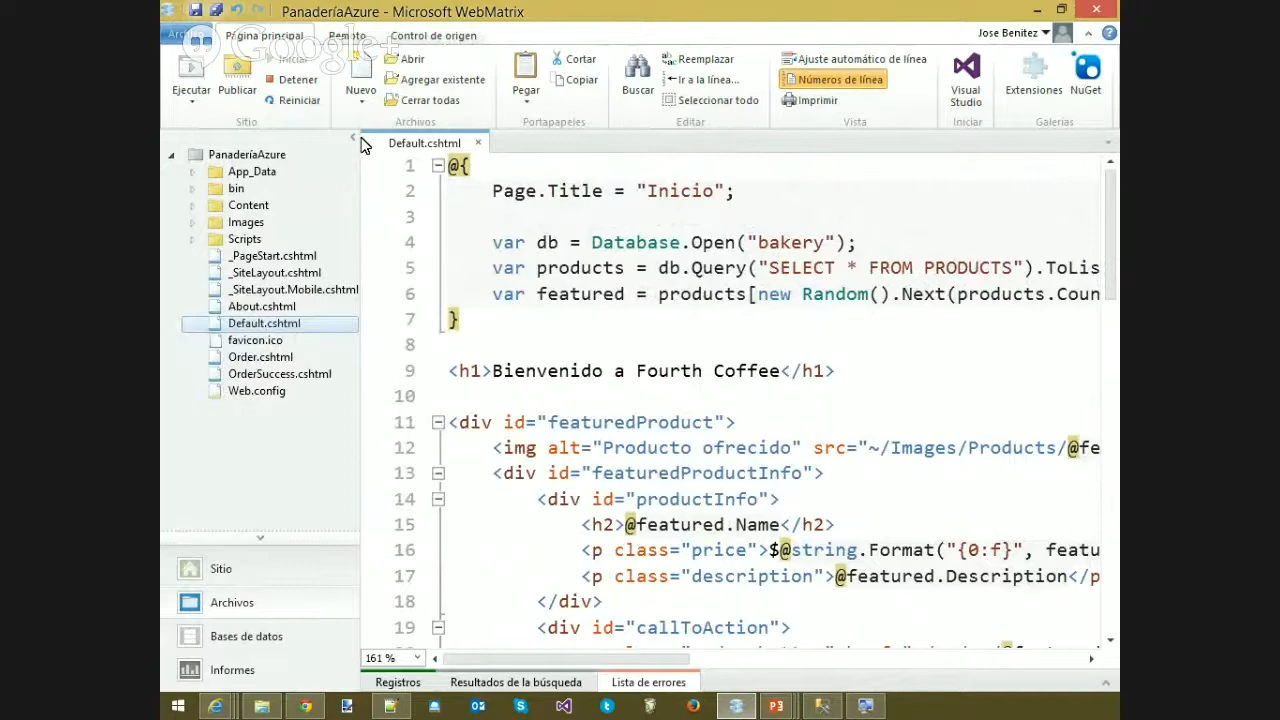 PanaderíaAzure - Microsoft WebMatrix
Google+
Archivo Página principal Remoto Control de origen
Jose Benitez
Ejecutar
Publicar
Iniciar
Detener
Reiniciar
Sitio
Nuevo
Abrir
Agregar existente
Cerrar todas
Archivos
Pegar
Cortar
Copiar
Portapapeles
Buscar
Reemplazar
Ir a la línea...
Seleccionar todo
Editar
Ajuste automático de línea
Números de línea
Imprimir
Vista
Visual
Studio
Iniciar
Extensiones
NuGet
Galerías
PanaderíaAzure
App_Data
bin
Content
Images
Scripts
_PageStart.cshtml
_SiteLayout.cshtml
_SiteLayout.Mobile.cshtml
About.cshtml
Default.cshtml
favicon.ico
Order.cshtml
OrderSuccess.cshtml
Web.config
Sitio
Archivos
Bases de datos
Informes
Default.cshtml
1 @{
2 Page.Title = "Inicio";
3
4 var db = Database.Open("bakery");
5 var products = db.Query("SELECT * FROM PRODUCTS").ToLis
6 var featured = products[new Random().Next(products.Coun
7 }
8
9 <h1>Bienvenido a Fourth Coffee</h1>
10
11 <div id="featuredProduct">
12 <img alt="Producto ofrecido" src="~/Images/Products/@fe
13 <div id="featuredProductInfo">
14 <div id="productInfo">
15 <h2>@featured.Name</h2>
16 <p class="price">$@string.Format("{0:f}", featu
17 <p class="description">@featured.Description</p
18 </div>
19 <div id="callToAction">
161 %
Registros Resultados de la búsqueda Lista de errores